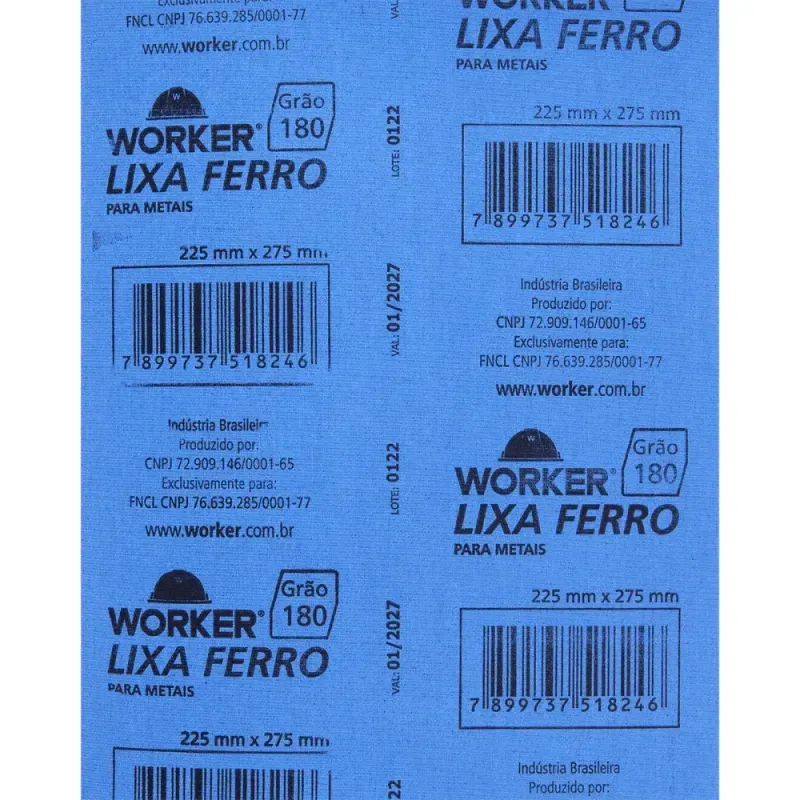 Exclusivamente para:
FNCL CNPJ 76.639.285/0001-77
www.worker.com.br
W
WORKER®
Grão
180
LIXA FERRO
PARA METAIS
225 mm x 275 mm
7 899737 518246
Indústria Brasileira
Produzido por:
CNPJ 72.909.146/0001-65
Exclusivamente para:
FNCL CNPJ 76.639.285/0001-77
www.worker.com.br
W
WORKER®
Grão
180
LIXA FERRO
PARA METAIS
225 mm x 275 mm
LOTE: 0122
VAL: 01/2027
LOTE: 0122
VAL: 01/2027
WORKER
180
LIXA FERRO
PARA METAIS
225 mm x 275 mm
7 899737 518246
Indústria Brasileira
Produzido por:
CNPJ 72.909.146/0001-65
Exclusivamente para:
FNCL CNPJ 76.639.285/0001-77
www.worker.com.br
W
WORKER®
Grão
180
LIXA FERRO
PARA METAIS
225 mm x 275 mm
7 899737 518246
Indústria Brasileira
Produzido por: